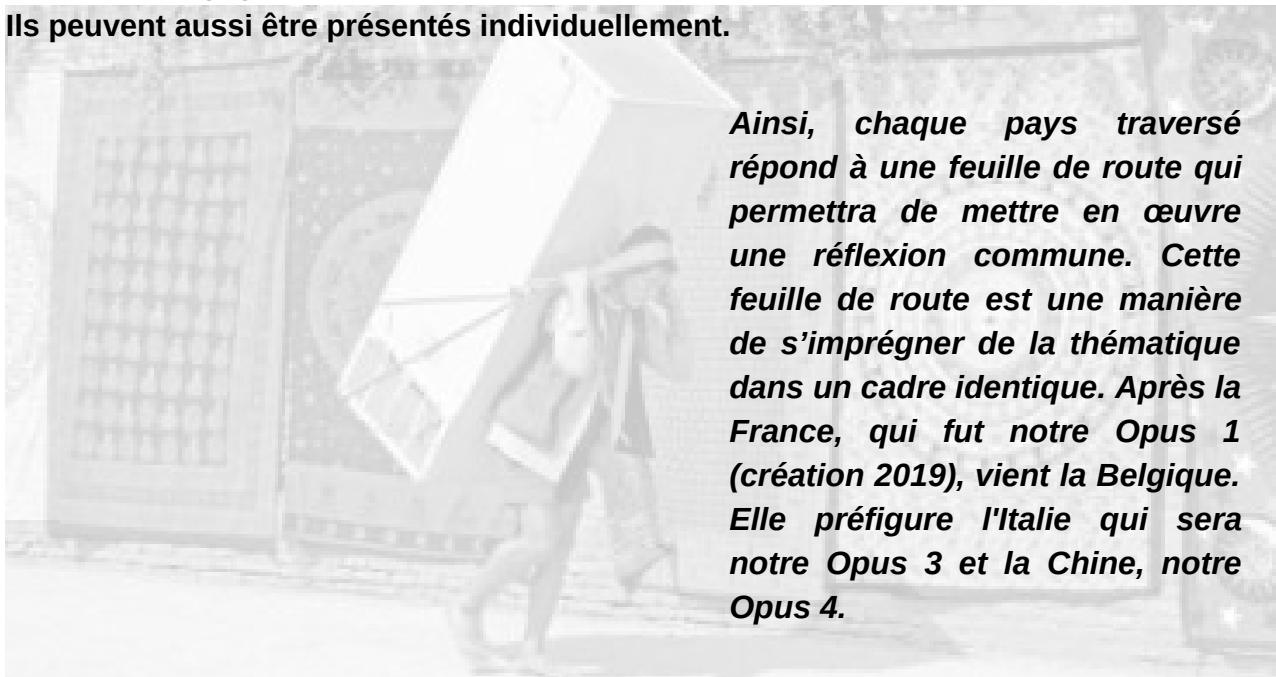 Ils peuvent aussi être présentés individuellement.
Ainsi, chaque pays traversé
répond à une feuille de route qui
permettra de mettre en œuvre
une réflexion commune. Cette
feuille de route est une manière
de s’imprégner de la thématique
dans un cadre identique. Après la
France, qui fut notre Opus 1
(création 2019), vient la Belgique.
Elle préfigure l'Italie qui sera
notre Opus 3 et la Chine, notre
Opus 4.